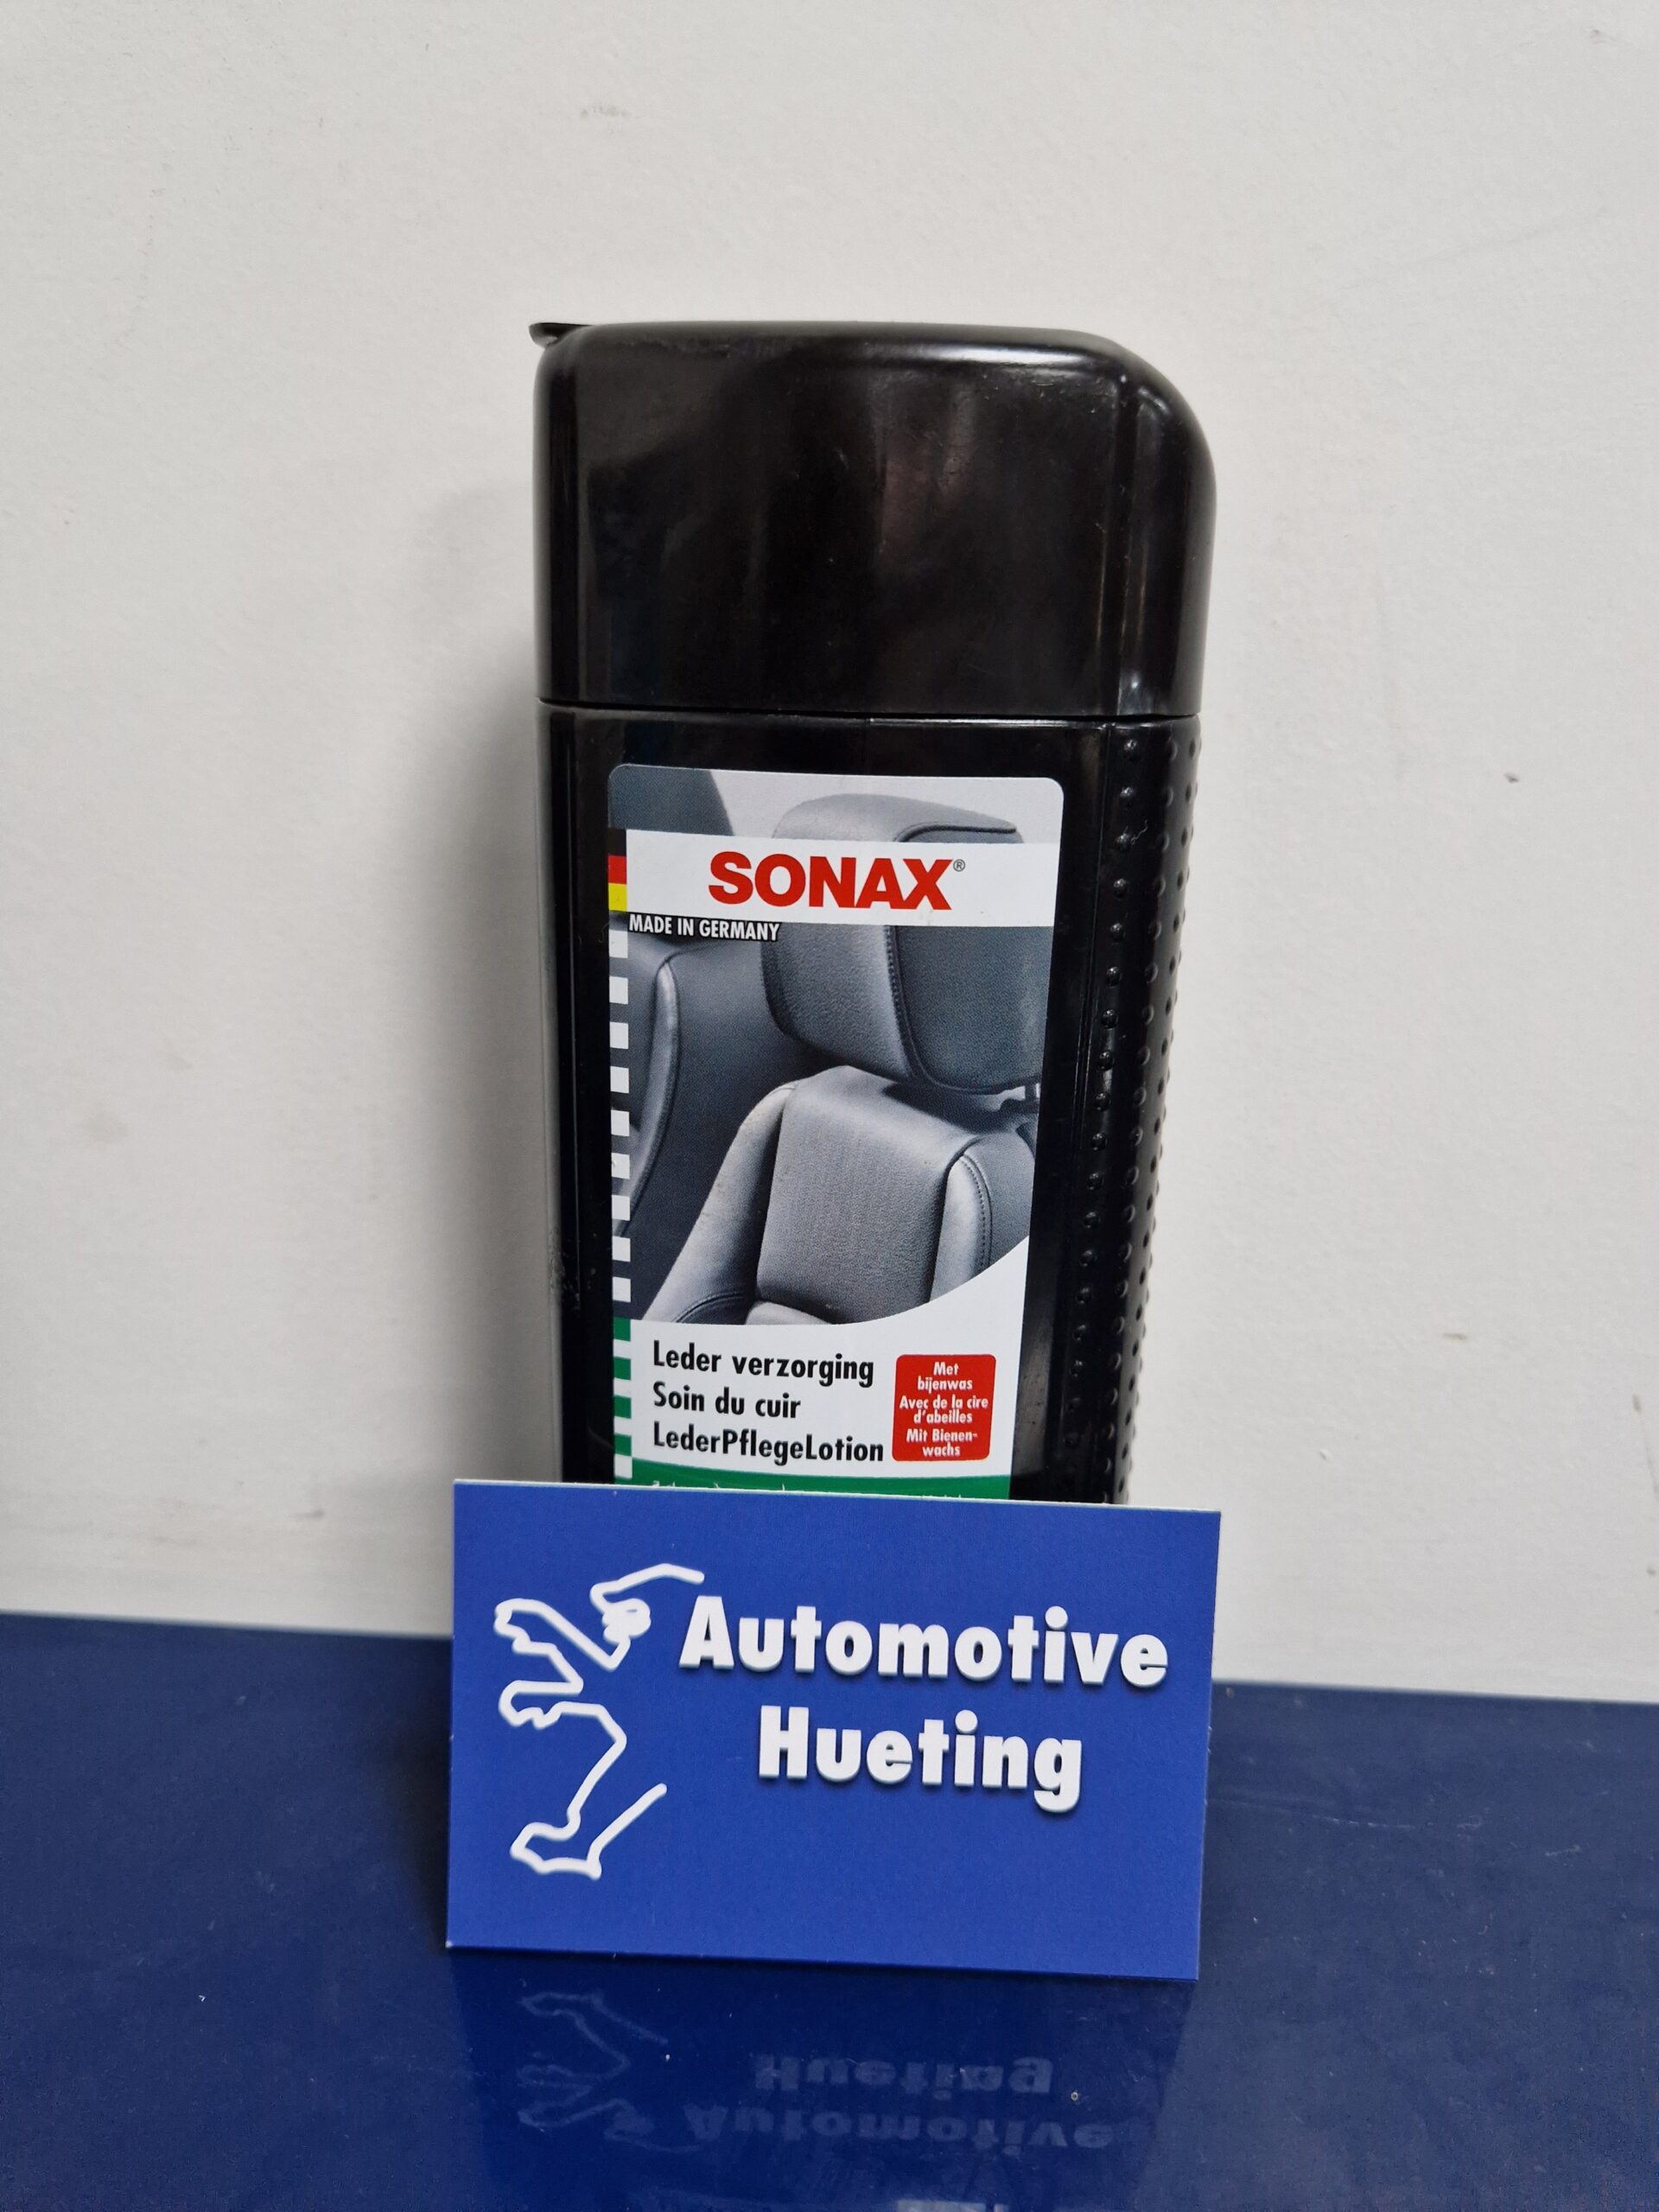 SONAX®
MADE IN GERMANY
Leder verzorging
Soin du cuir
LederPflegeLotion
Met
bijenwas
Avec de la cire
d'abeilles
Mit Bienen-
wachs
Automotive
Hueting